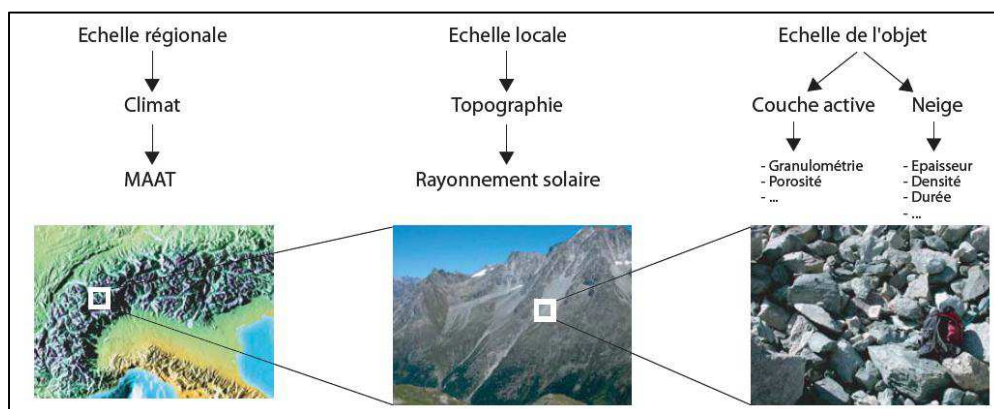 Echelle régionale
Climat
MAAT
Echelle locale
Topographie
Rayonnement solaire
Echelle de l'objet
Couche active
- Granulométrie
- Porosité
- ...
Neige
- Epaisseur
- Densité
- Durée
- ...